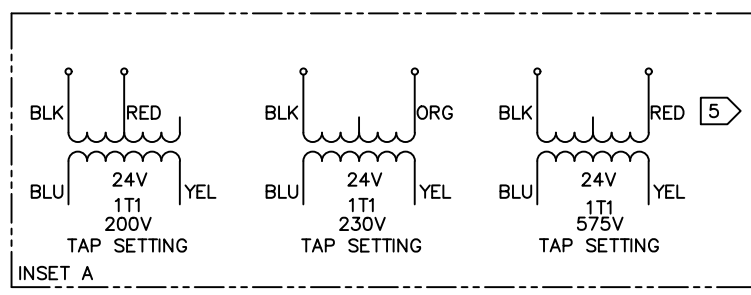 BLK RED
BLU YEL
24V
1T1
200V
TAP SETTING
BLK ORG
BLU YEL
24V
1T1
230V
TAP SETTING
BLK RED
BLU YEL
24V
1T1
575V
TAP SETTING
5
INSET A